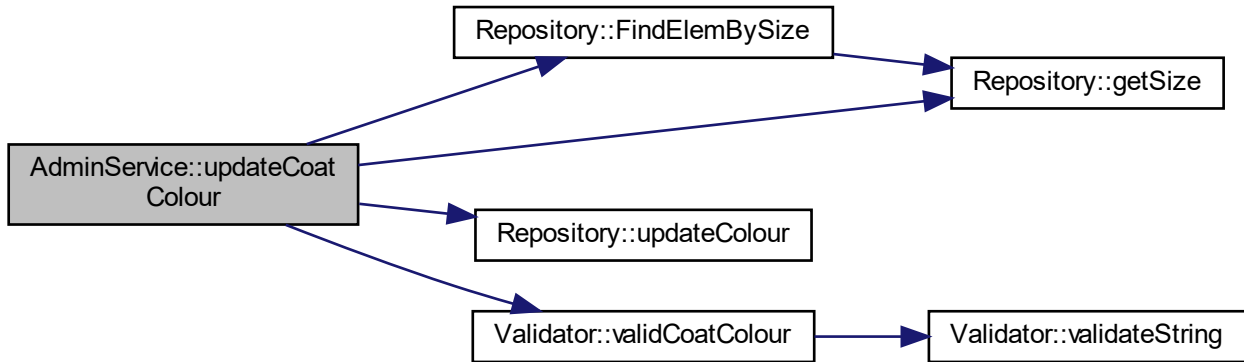 Repository::FindElemBySize
Repository::getSize
AdminService::updateCoat
Colour
Repository::updateColour
Validator::validCoatColour
Validator::validateString